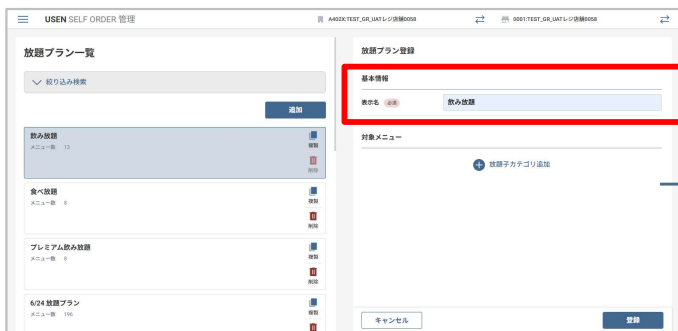 USEN SELF ORDER 管理
A402X:TEST_GR_UATレジ店舗0058
0001:TEST_GR_UATレジ店舗0058
放題プラン一覧
絞り込み検索
追加
飲み放題
メニュー数 13
複製
削除
食べ放題
メニュー数 8
複製
削除
プレミアム飲み放題
メニュー数 8
複製
削除
6/24 放題プラン
メニュー数 196
複製
放題プラン登録
基本情報
表示名 必須 飲み放題
対象メニュー
放題子カテゴリ追加
キャンセル
登録